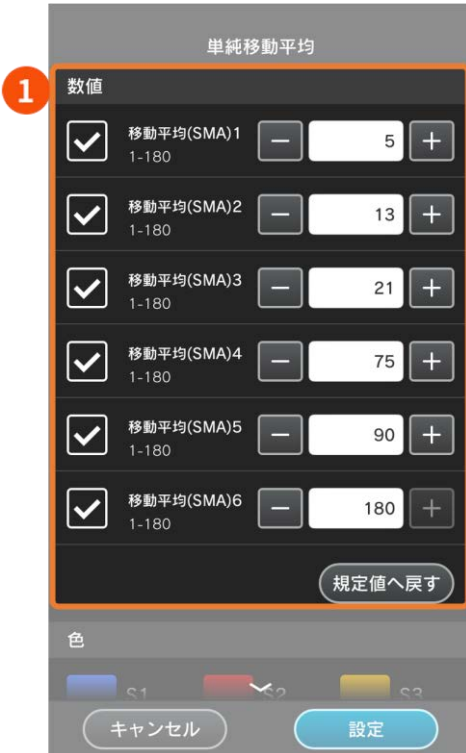 単純移動平均
1
数値
移動平均(SMA)1
1-180
5
移動平均(SMA)2
1-180
13
移動平均(SMA)3
1-180
21
移動平均(SMA)4
1-180
75
移動平均(SMA)5
1-180
90
移動平均(SMA)6
1-180
180
規定値へ戻す
色
S1 S2 S3
キャンセル 設定